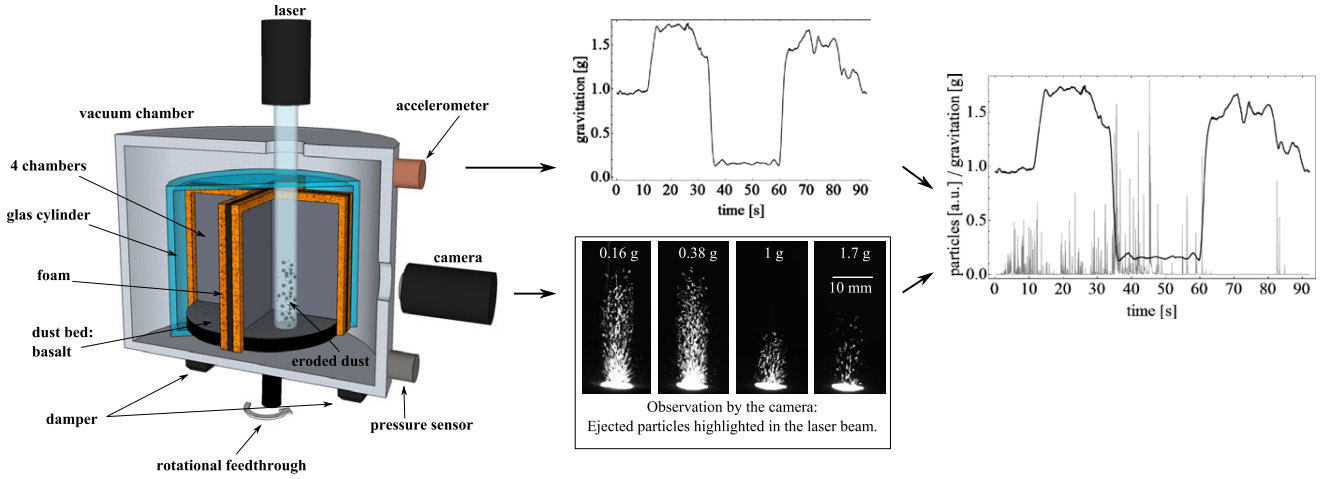 laser
vacuum chamber
accelerometer
4 chambers
glas cylinder
foam
camera
dust bed:
basalt
eroded dust
damper
pressure sensor
rotational feedthrough
gravitation [g]
1.5
1.0
0.5
0.0
0 10 20 30 40 50 60 70 80 90
time [s]
0.16 g 0.38 g 1 g 1.7 g
10 mm
Observation by the camera:
Ejected particles highlighted in the laser beam.
particles [a.u.] / gravitation [g]
1.5
1.0
0.5
0.0
0 10 20 30 40 50 60 70 80 90
time [s]